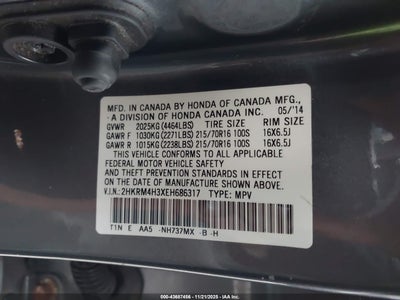 MFD. IN CANADA BY HONDA OF CANADA MFG.,
- A DIVISION OF HONDA CANADA INC. 05/14
GVWR 2025KG(4464LBS) TIRE SIZE RIM SIZE
GAWR F 1030KG(2271LBS) 215/70R16 100S 16X6.5J
GAWR R 1015KG(2238LBS) 215/70R16 100S 16X6.5J
THIS VEHICLE CONFORMS TO ALL APPLICABLE
FEDERAL MOTOR VEHICLE SAFETY
AND THEFT PREVENTION STANDARDS IN EFFECT
ON THE DATE OF MANUFACTURE SHOWN ABOVE.
V.I.N.:2HKRM4H3XEH686317 TYPE: MPV
T1N E AA5 -NH737MX -B -H
000-43687456 - 11/21/2025 - IAAI.COM